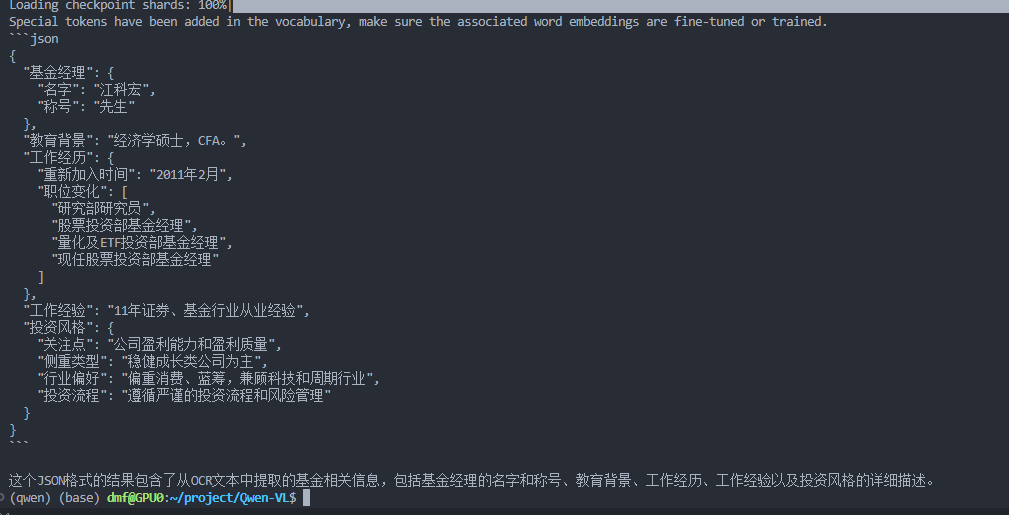 Loading checkpoint shards: 100%|
Special tokens have been added in the vocabulary, make sure the associated word embeddings are fine-tuned or trained.
```json
{
  "基金经理": {
    "名字": "江科宏",
    "称号": "先生"
  },
  "教育背景": "经济学硕士，CFA。",
  "工作经历": {
    "重新加入时间": "2011年2月",
    "职位变化": [
      "研究部研究员",
      "股票投资部基金经理",
      "量化及ETF投资部基金经理",
      "现任股票投资部基金经理"
    ]
  },
  "工作经验": "11年证券、基金行业从业经验",
  "投资风格": {
    "关注点": "公司盈利能力和盈利质量",
    "侧重类型": "稳健成长类公司为主",
    "行业偏好": "偏重消费、蓝筹，兼顾科技和周期行业",
    "投资流程": "遵循严谨的投资流程和风险管理"
  }
}
```
这个JSON格式的结果包含了从OCR文本中提取的基金相关信息，包括基金经理的名字和称号、教育背景、工作经历、工作经验以及投资风格的详细描述。
(qwen) (base) dmf@GPU0:~/project/Qwen-VL$